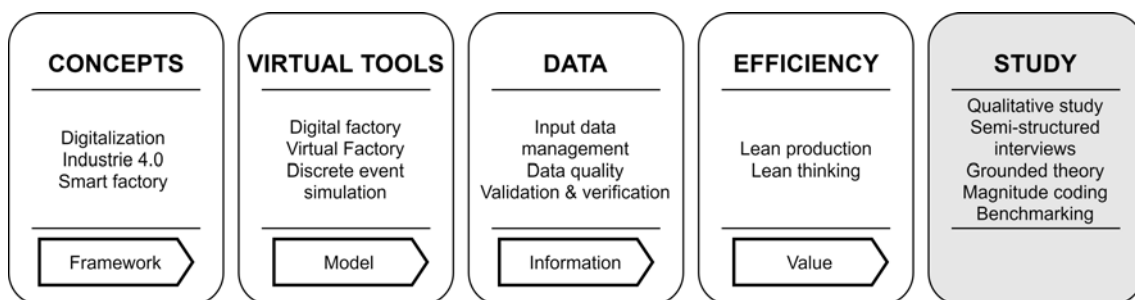 CONCEPTS
Digitalization
Industrie 4.0
Smart factory
Framework
VIRTUAL TOOLS
Digital factory
Virtual Factory
Discrete event
simulation
Model
DATA
Input data
management
Data quality
Validation & verification
Information
EFFICIENCY
Lean production
Lean thinking
Value
STUDY
Qualitative study
Semi-structured
interviews
Grounded theory
Magnitude coding
Benchmarking